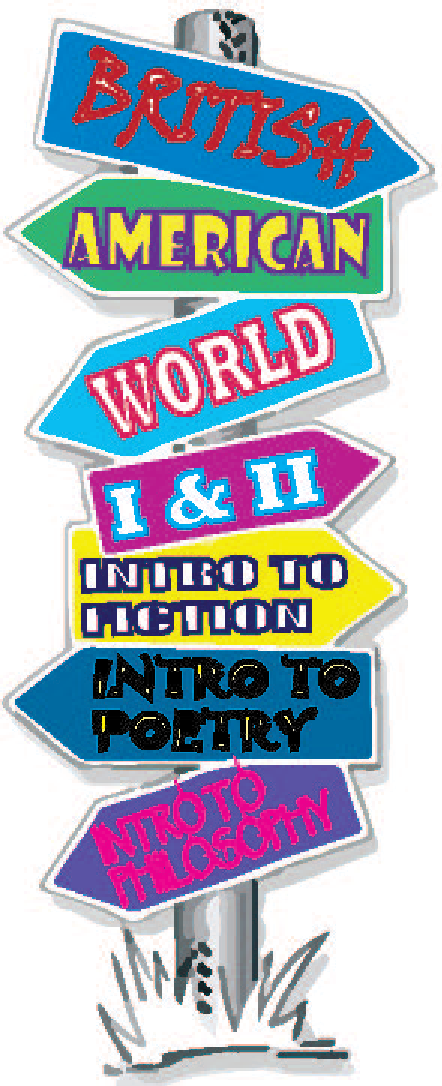 BRITISH
AMERICAN
WORLD
I & II
INTRO TO
FICTION
INTRO TO
POETRY
INTRO TO
PHILOSOPHY